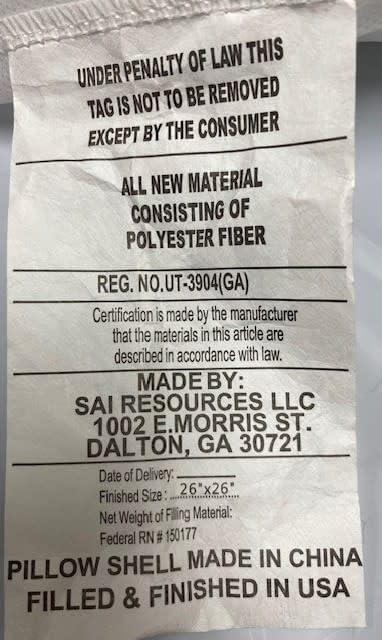 UNDER PENALTY OF LAW THIS
TAG IS NOT TO BE REMOVED
EXCEPT BY THE CONSUMER
ALL NEW MATERIAL
CONSISTING OF
POLYESTER FIBER
REG. NO.UT-3904(GA)
Certification is made by the manufacturer
that the materials in this article are
described in accordance with law.
MADE BY:
SAI RESOURCES LLC
1002 E.MORRIS ST.
DALTON, GA 30721
Date of Delivery:
Finished Size: 26"x26"
Net Weight of Filling Material:
Federal RN # 150177
PILLOW SHELL MADE IN CHINA
FILLED & FINISHED IN USA